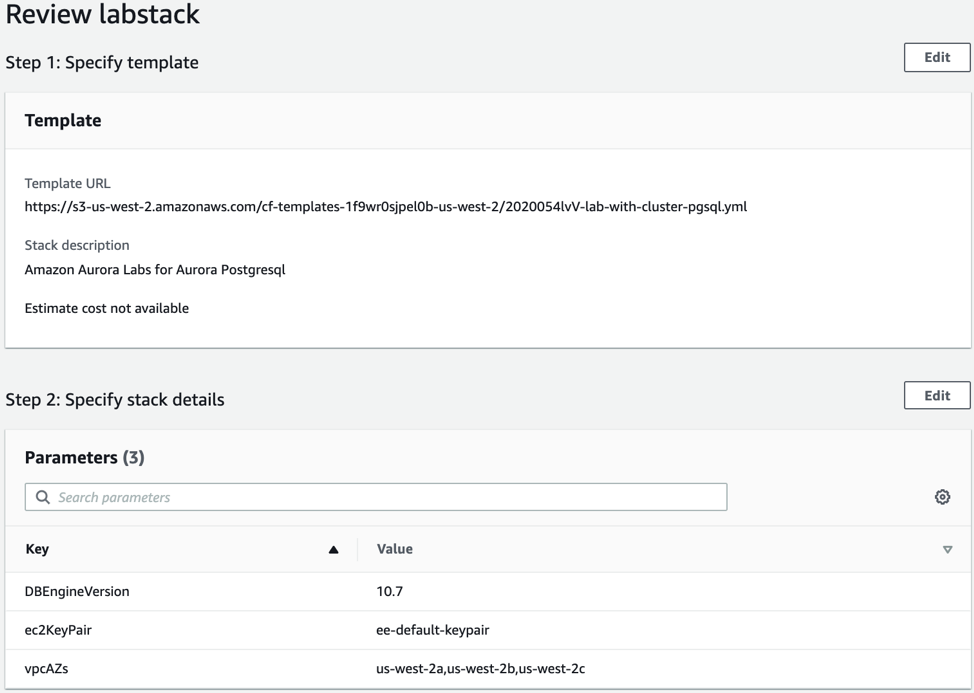 Review labstack
Step 1: Specify template
Edit
Template
Template URL
https://s3-us-west-2.amazonaws.com/cf-templates-1f9wr0sjpel0b-us-west-2/2020054lvV-lab-with-cluster-pgsql.yml
Stack description
Amazon Aurora Labs for Aurora Postgresql
Estimate cost not available
Step 2: Specify stack details
Edit
Parameters (3)
Search parameters
Key
Value
DBEngineVersion
10.7
ec2KeyPair
ee-default-keypair
vpcAZs
us-west-2a,us-west-2b,us-west-2c